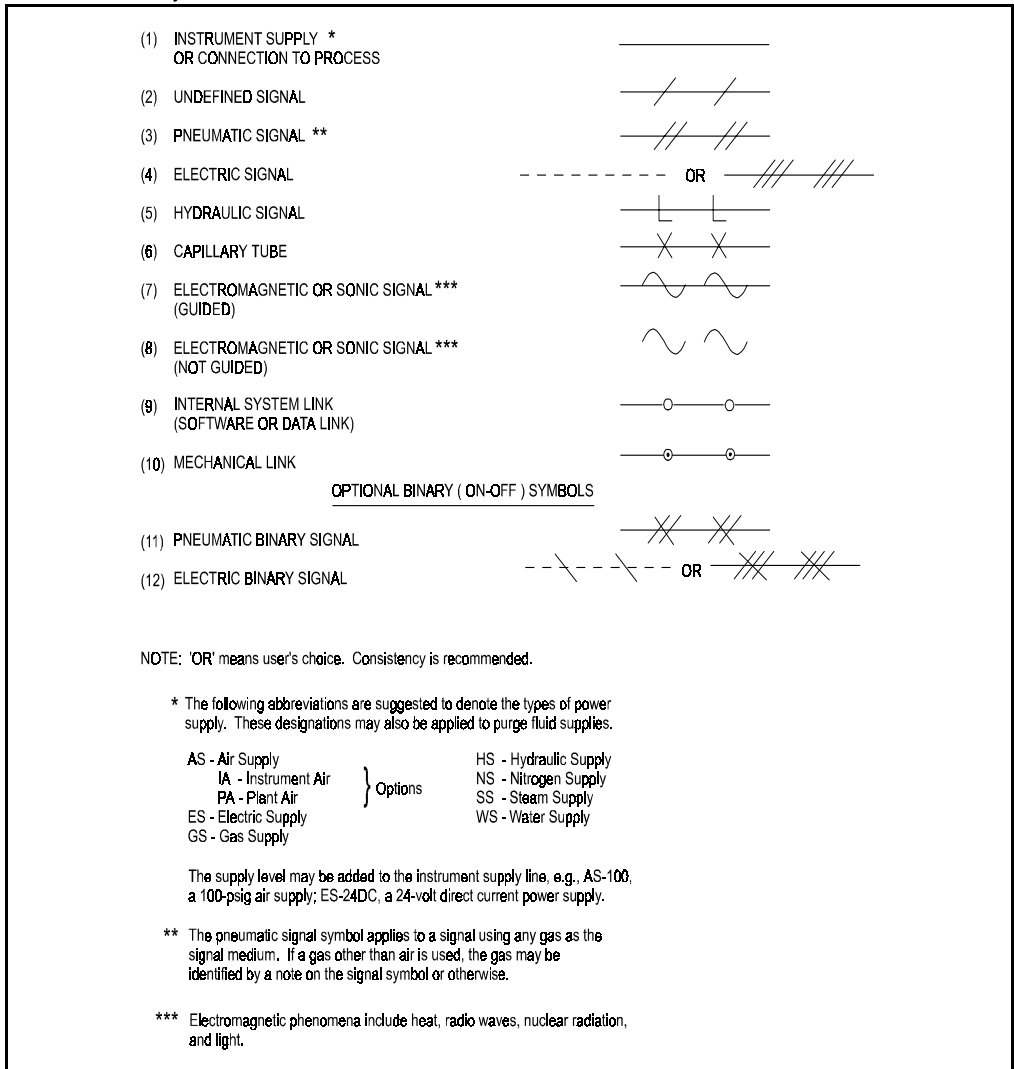 (1) INSTRUMENT SUPPLY *
OR CONNECTION TO PROCESS
(2) UNDEFINED SIGNAL
(3) PNEUMATIC SIGNAL **
(4) ELECTRIC SIGNAL OR
(5) HYDRAULIC SIGNAL
(6) CAPILLARY TUBE
(7) ELECTROMAGNETIC OR SONIC SIGNAL ***
(GUIDED)
(8) ELECTROMAGNETIC OR SONIC SIGNAL ***
(NOT GUIDED)
(9) INTERNAL SYSTEM LINK
(SOFTWARE OR DATA LINK)
(10) MECHANICAL LINK
OPTIONAL BINARY ( ON-OFF ) SYMBOLS
(11) PNEUMATIC BINARY SIGNAL
(12) ELECTRIC BINARY SIGNAL OR
NOTE: 'OR' means user's choice. Consistency is recommended.
* The following abbreviations are suggested to denote the types of power
supply. These designations may also be applied to purge fluid supplies.
AS - Air Supply
IA - Instrument Air
PA - Plant Air
} Options
ES - Electric Supply
GS - Gas Supply
HS - Hydraulic Supply
NS - Nitrogen Supply
SS - Steam Supply
WS - Water Supply
The supply level may be added to the instrument supply line, e.g., AS-100,
a 100-psig air supply; ES-24DC, a 24-volt direct current power supply.
** The pneumatic signal symbol applies to a signal using any gas as the
signal medium. If a gas other than air is used, the gas may be
identified by a note on the signal symbol or otherwise.
*** Electromagnetic phenomena include heat, radio waves, nuclear radiation,
and light.